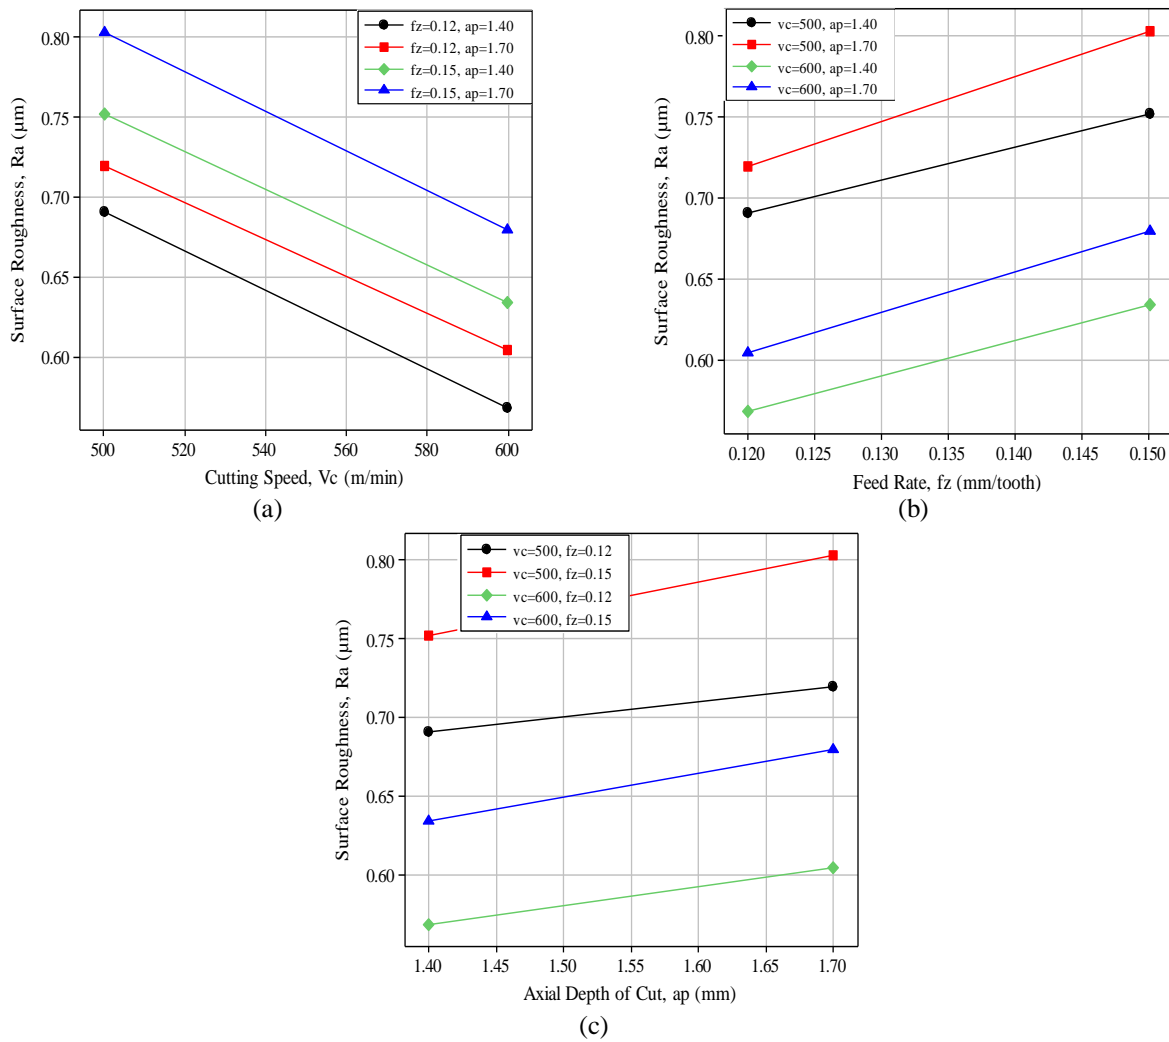 fz=0.12, ap=1.40
fz=0.12, ap=1.70
fz=0.15, ap=1.40
fz=0.15, ap=1.70
0.80
0.75
0.70
0.65
0.60
Surface Roughness, Ra (µm)
500 520 540 560 580 600
Cutting Speed, Vc (m/min)
(a)
vc=500, ap=1.40
vc=500, ap=1.70
vc=600, ap=1.40
vc=600, ap=1.70
0.80
0.75
0.70
0.65
0.60
Surface Roughness, Ra (µm)
0.120 0.125 0.130 0.135 0.140 0.145 0.150
Feed Rate, fz (mm/tooth)
(b)
vc=500, fz=0.12
vc=500, fz=0.15
vc=600, fz=0.12
vc=600, fz=0.15
0.80
0.75
0.70
0.65
0.60
Surface Roughness, Ra (µm)
1.40 1.45 1.50 1.55 1.60 1.65 1.70
Axial Depth of Cut, ap (mm)
(c)